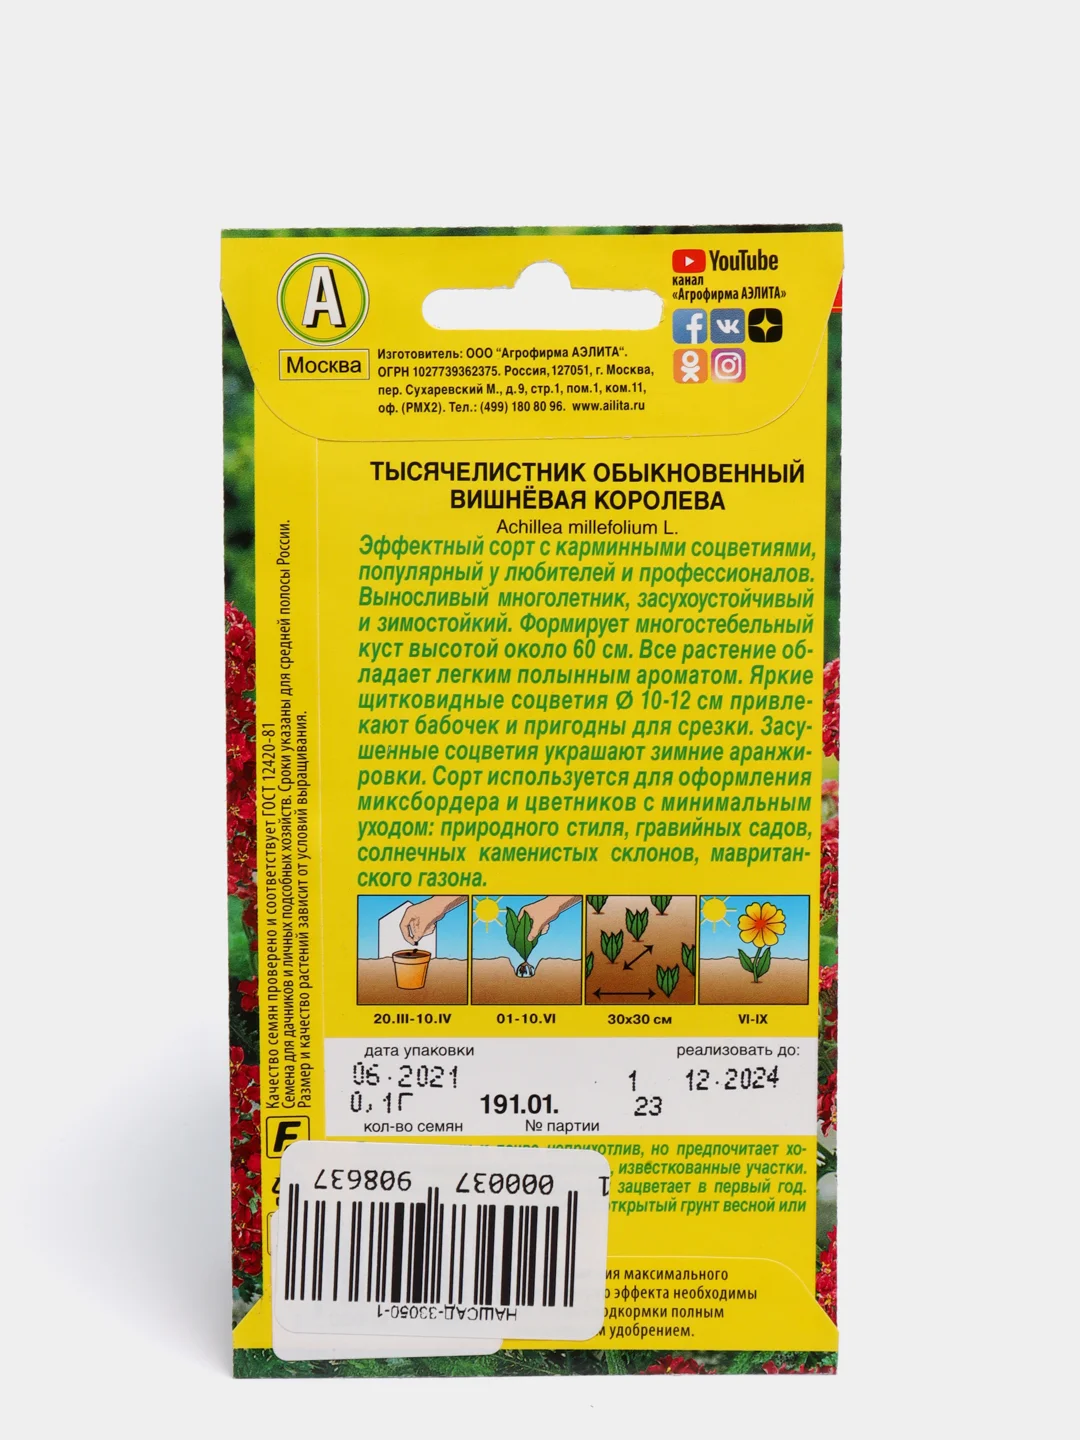 А
Москва
Изготовитель: ООО "Агрофирма АЭЛИТА".
ОГРН 1027739362375. Россия, 127051, г. Москва,
пер. Сухаревский М., д.9, стр.1, пом.1, ком.11,
оф. (РМХ2). Тел.: (499) 180 80 96. www.ailita.ru
YouTube
канал
«Агрофирма АЭЛИТА»
ТЫСЯЧЕЛИСТНИК ОБЫКНОВЕННЫЙ
ВИШНЁВАЯ КОРОЛЕВА
Achillea millefolium L.
Эффектный сорт с карминными соцветиями,
популярный у любителей и профессионалов.
Выносливый многолетник, засухоустойчивый
и зимостойкий. Формирует многостебельный
куст высотой около 60 см. Все растение об-
ладает легким полынным ароматом. Яркие
щитковидные соцветия Ø 10-12 см привле-
кают бабочек и пригодны для срезки. Засу-
шенные соцветия украшают зимние аранжи-
ровки. Сорт используется для оформления
миксбордера и цветников с минимальным
уходом: природного стиля, гравийных садов,
солнечных каменистых склонов, мавритан-
ского газона.
20.III-10.IV 01-10.VI 30х30 см VI-IX
дата упаковки реализовать до:
06.2021 1 12.2024
0,1Г 191.01. 23
кол-во семян № партии
неприхотлив, но предпочитает хо-
, известкованные участки.
зацветает в первый год.
открытый грунт весной или
максимального
эффекта необходимы
подкормки полным
удобрением.
Качество семян проверено и соответствует ГОСТ 12420-81
Семена для дачников и личных подсобных хозяйств. Сроки указаны для средней полосы России.
Размер и качество растений зависит от условий выращивания.
F
1 000037 908637
НАШСАД-33050-1